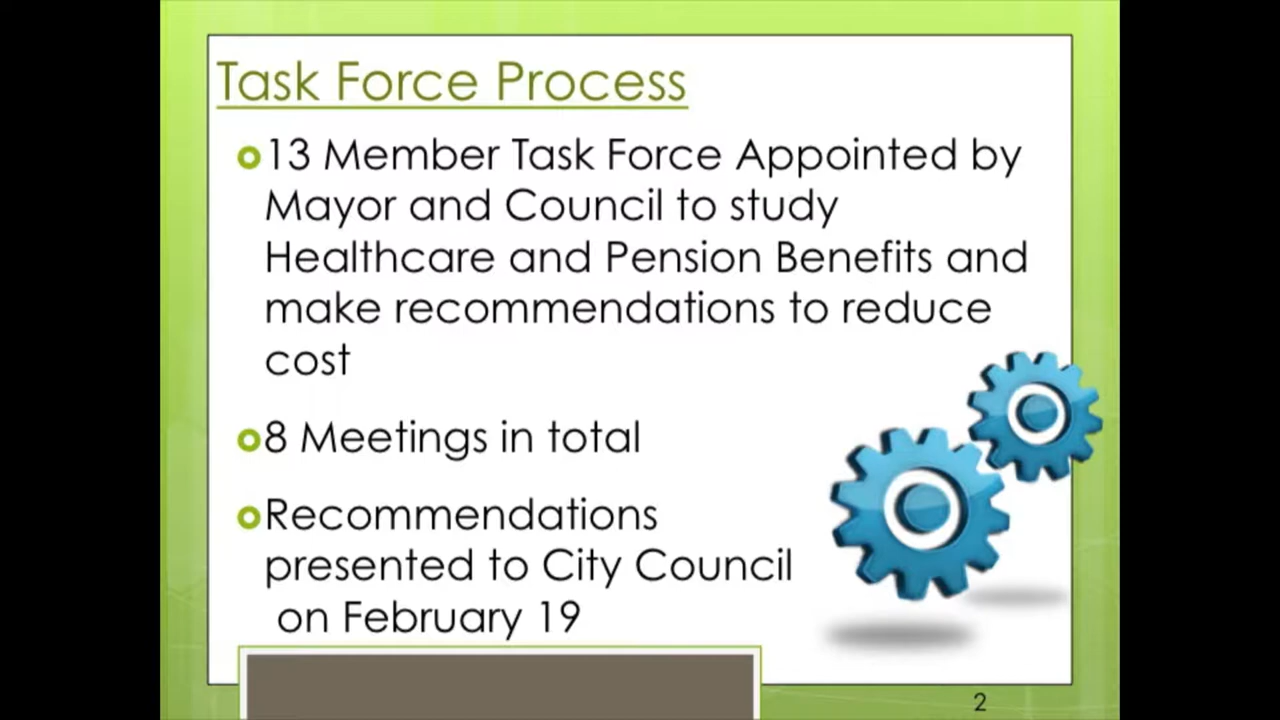 Task Force Process
13 Member Task Force Appointed by
Mayor and Council to study
Healthcare and Pension Benefits and
make recommendations to reduce
cost
8 Meetings in total
Recommendations
presented to City Council
on February 19
2